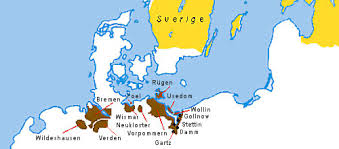 Sverige
Rügen
Bremen
Poel
Usedom
Wollin
Gollnow
Stettin
Damm
Wismar
Neukloster
Wildeshausen
Verden
Vorpommern
Gartz